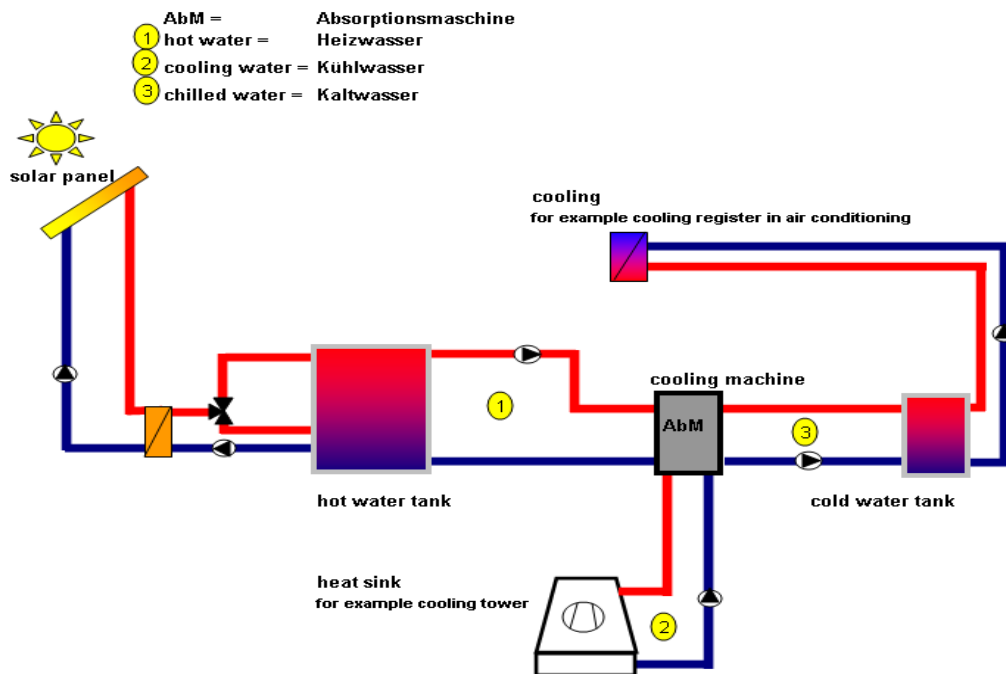 AbM = Absorptionsmaschine
1 hot water = Heizwasser
2 cooling water = Kühlwasser
3 chilled water = Kaltwasser
solar panel
cooling
for example cooling register in air conditioning
1
cooling machine
AbM
3
hot water tank
cold water tank
heat sink
for example cooling tower
2